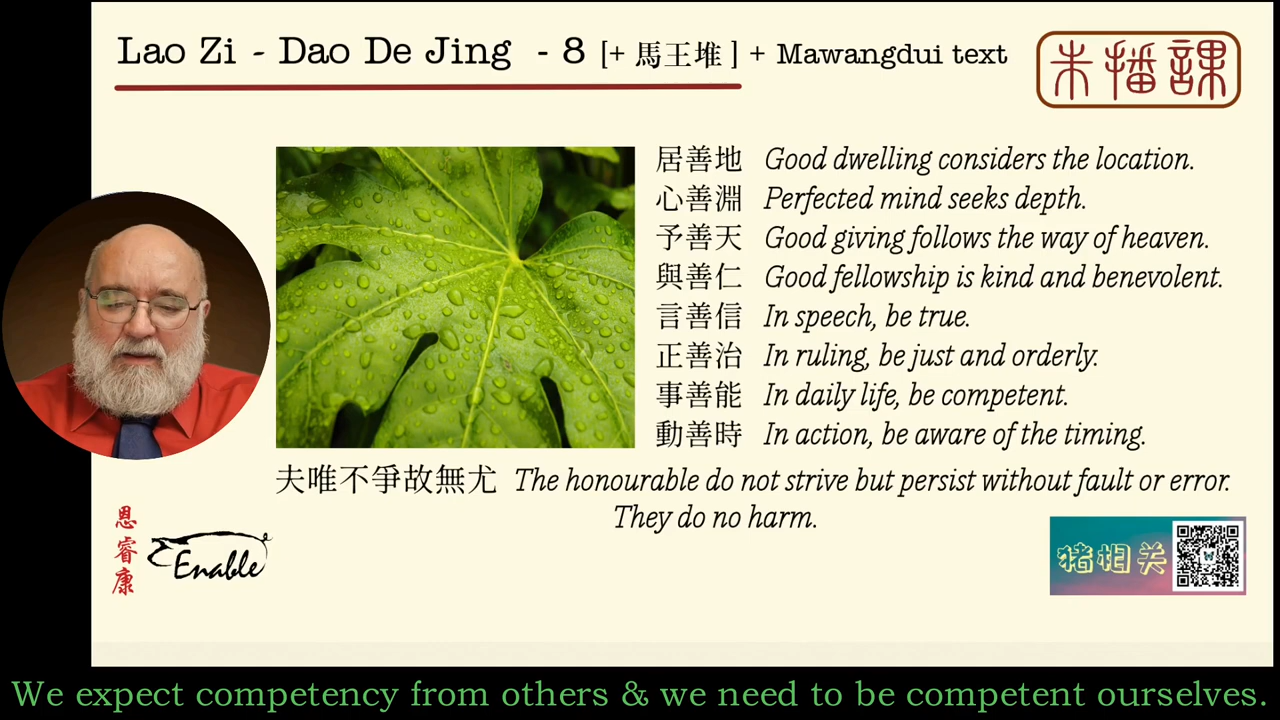 Lao Zi - Dao De Jing - 8 [+ 馬王堆] + Mawangdui text
未播課
居善地 Good dwelling considers the location.
心善淵 Perfected mind seeks depth.
予善天 Good giving follows the way of heaven.
與善仁 Good fellowship is kind and benevolent.
言善信 In speech, be true.
正善治 In ruling, be just and orderly.
事善能 In daily life, be competent.
動善時 In action, be aware of the timing.
夫唯不爭故無尤 The honourable do not strive but persist without fault or error.
They do no harm.
恩睿康
Enable
猪相关
We expect competency from others & we need to be competent ourselves.